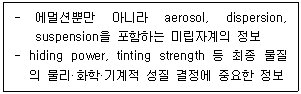 - 에멀션뿐만 아니라 aerosol, dispersion,
suspension을 포함하는 미립자계의 정보
- hiding power, tinting strength 등 최종 물질
의 물리·화학·기계적 성질 결정에 중요한 정보